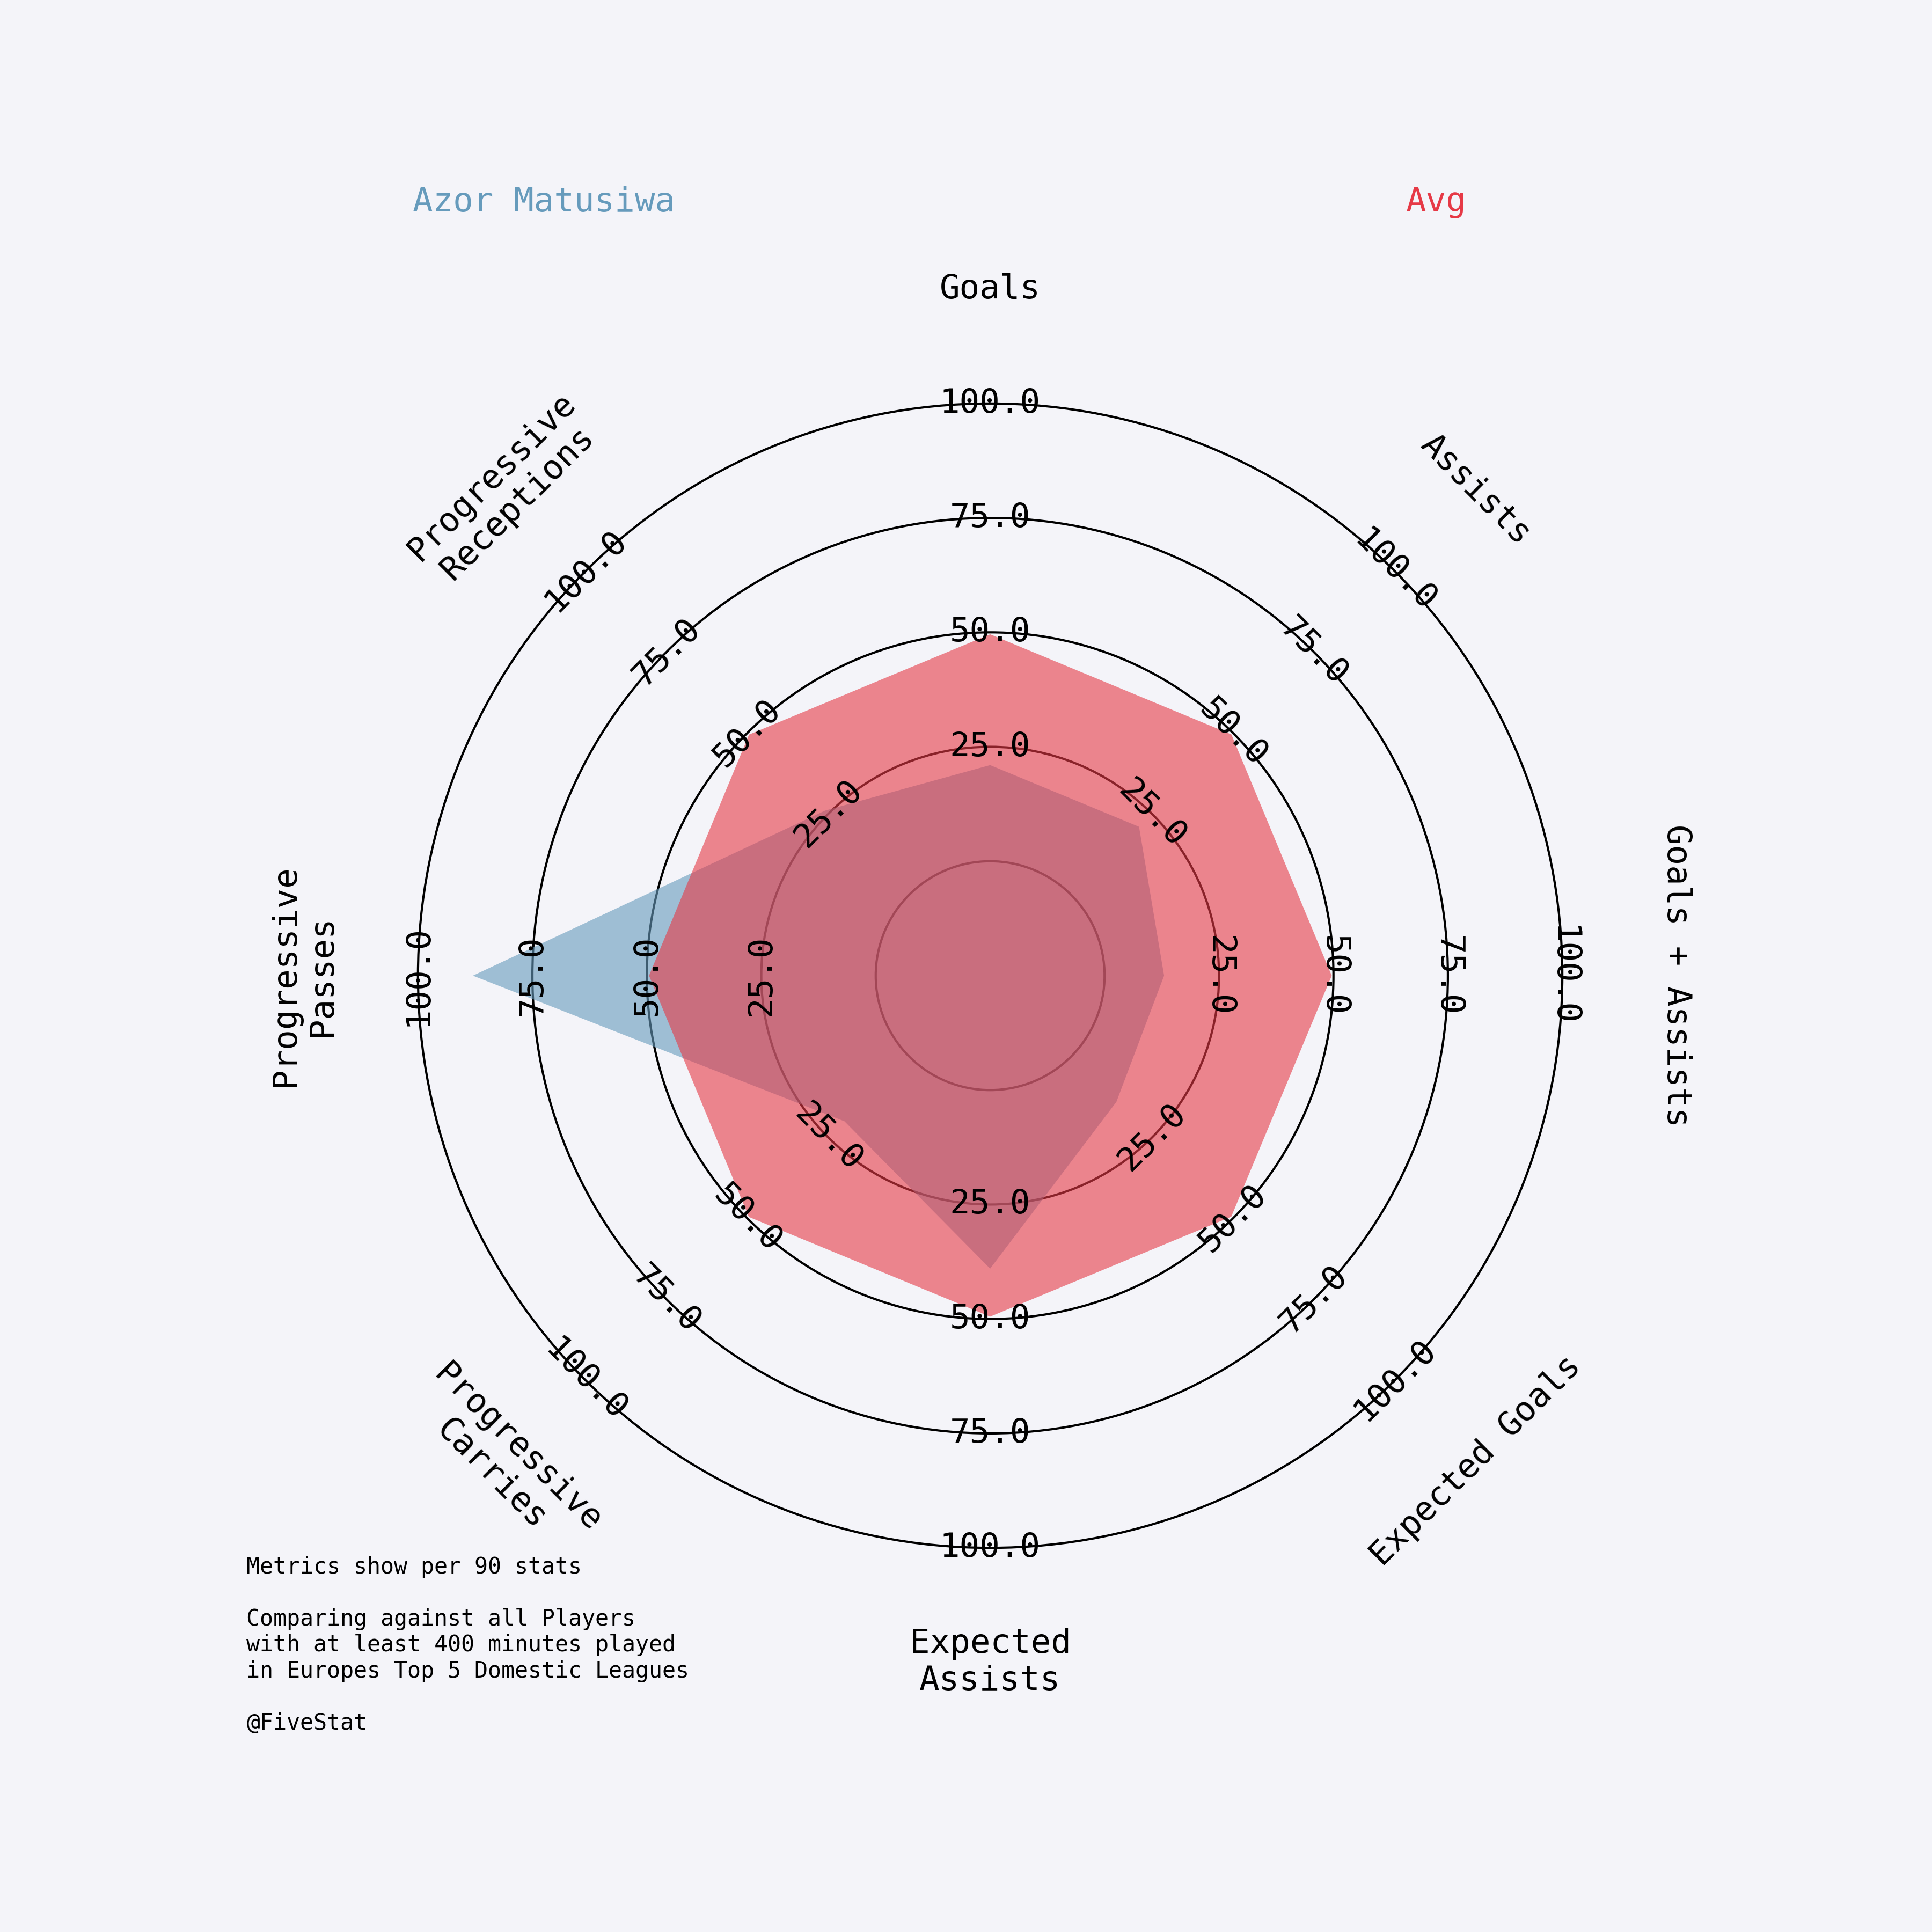 Azor Matusiwa
Avg
Goals
Assists
Goals + Assists
Expected Goals
Expected
Assists
Progressive
Carries
Progressive
Passes
Progressive
Receptions
25.0
50.0
75.0
100.0
25.0
50.0
75.0
100.0
25.0
50.0
75.0
100.0
25.0
50.0
75.0
100.0
25.0
50.0
75.0
100.0
25.0
50.0
75.0
100.0
25.0
50.0
75.0
100.0
25.0
50.0
75.0
100.0
Metrics show per 90 stats
Comparing against all Players
with at least 400 minutes played
in Europes Top 5 Domestic Leagues
@FiveStat